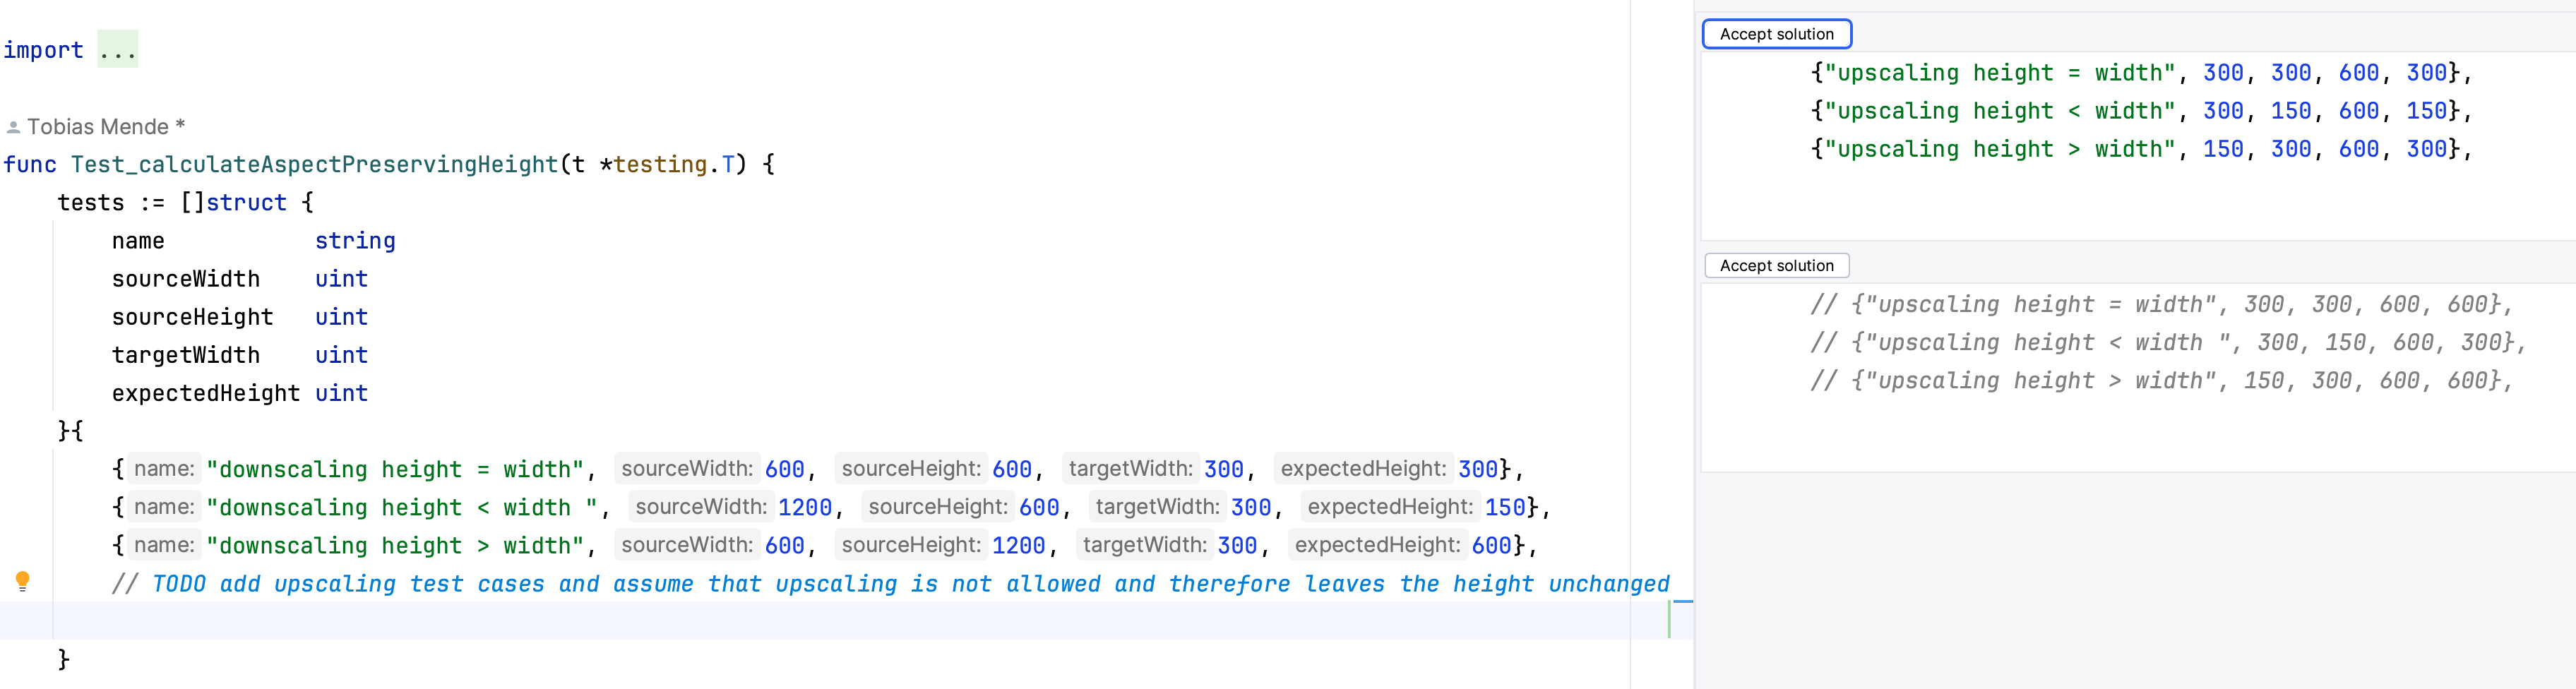 import ...
Tobias Mende *
func Test_calculateAspectPreservingHeight(t *testing.T) {
tests := []struct {
name string
sourceWidth uint
sourceHeight uint
targetWidth uint
expectedHeight uint
}{
{ name: "downscaling height = width", sourceWidth: 600, sourceHeight: 600, targetWidth: 300, expectedHeight: 300},
{ name: "downscaling height < width ", sourceWidth: 1200, sourceHeight: 600, targetWidth: 300, expectedHeight: 150},
{ name: "downscaling height > width", sourceWidth: 600, sourceHeight: 1200, targetWidth: 300, expectedHeight: 600},
// TODO add upscaling test cases and assume that upscaling is not allowed and therefore leaves the height unchanged
}
Accept solution
{"upscaling height = width", 300, 300, 600, 300},
{"upscaling height < width", 300, 150, 600, 150},
{"upscaling height > width", 150, 300, 600, 300},
Accept solution
// {"upscaling height = width", 300, 300, 600, 600},
// {"upscaling height < width ", 300, 150, 600, 300},
// {"upscaling height > width", 150, 300, 600, 600},